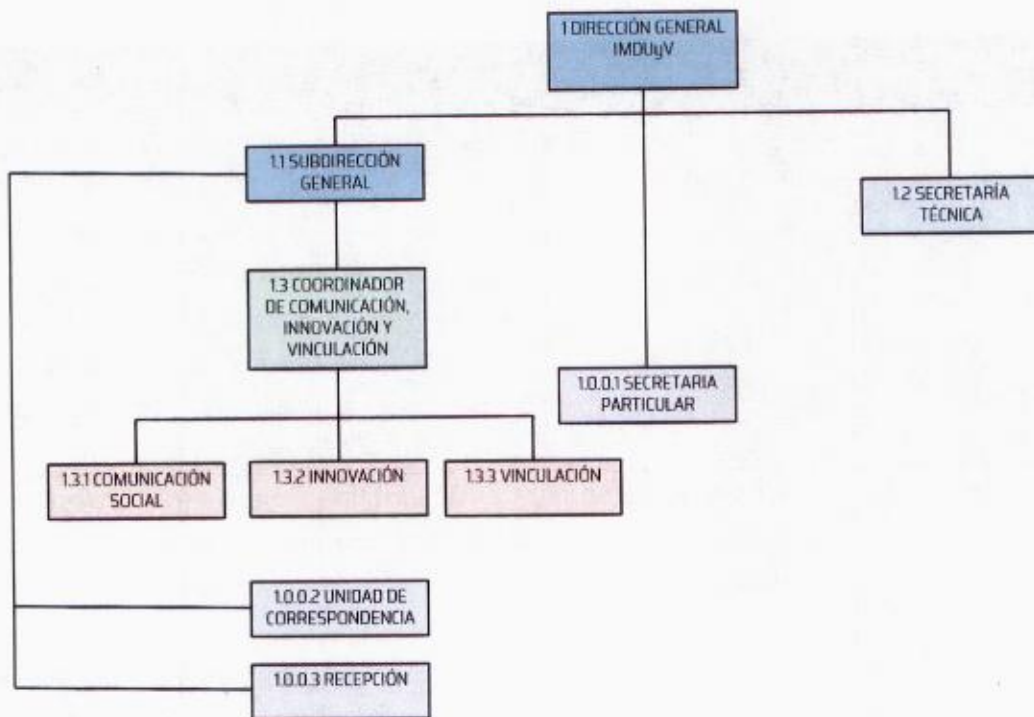 1 DIRECCIÓN GENERAL
IMDUyV
1.1 SUBDIRECCIÓN
GENERAL
1.2 SECRETARÍA
TÉCNICA
1.3 COORDINADOR
DE COMUNICACIÓN,
INNOVACIÓN Y
VINCULACIÓN
1.0.0.1 SECRETARIA
PARTICULAR
1.3.1 COMUNICACIÓN
SOCIAL
1.3.2 INNOVACIÓN
1.3.3 VINCULACIÓN
1.0.0.2 UNIDAD DE
CORRESPONDENCIA
1.0.0.3 RECEPCIÓN